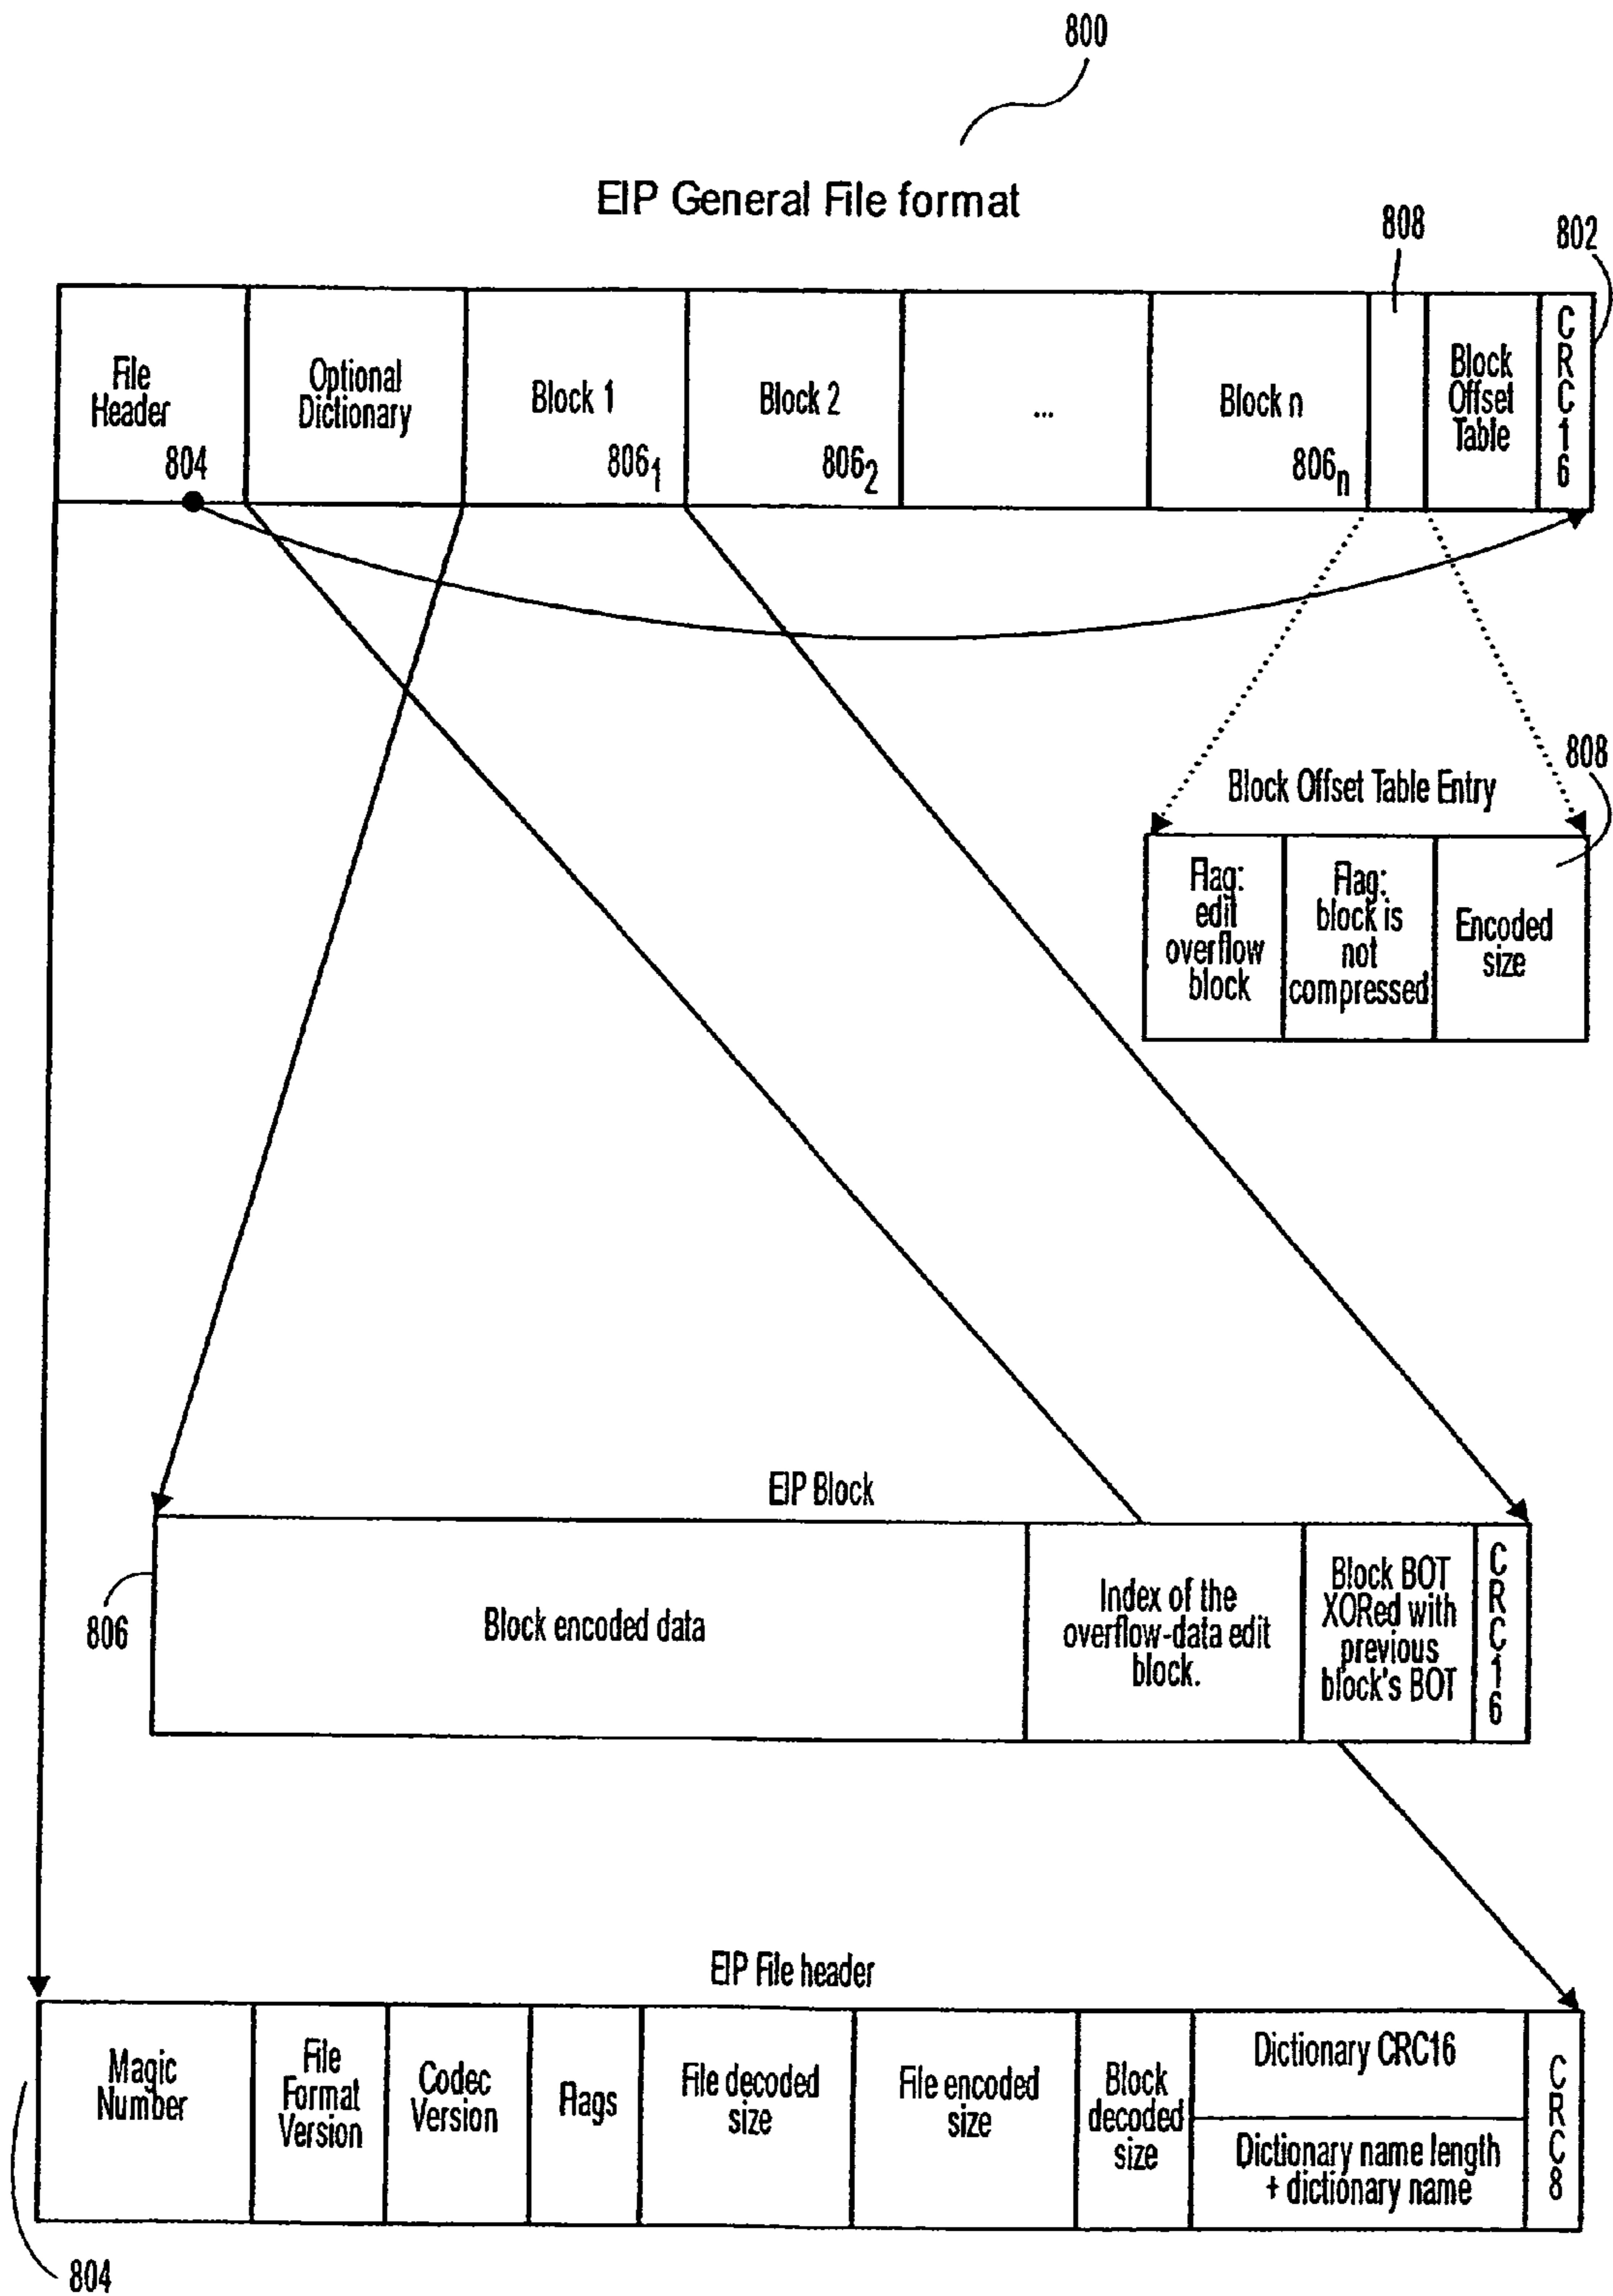 800
EIP General File format
808
802
File
Header
804
Optional
Dictionary
Block 1
806₁
Block 2
806₂
...
Block n
806ₙ
Block
Offset
Table
C
R
C
1
6
808
Block Offset Table Entry
Flag:
edit
overflow
block
Flag:
block is
not
compressed
Encoded
size
EIP Block
806
Block encoded data
Index of the
overflow-data edit
block.
Block BOT
XORed with
previous
block's BOT
C
R
C
1
6
EIP File header
Magic
Number
File
Format
Version
Codec
Version
Flags
File decoded
size
File encoded
size
Block
decoded
size
Dictionary CRC16
Dictionary name length
+ dictionary name
C
R
C
8
804